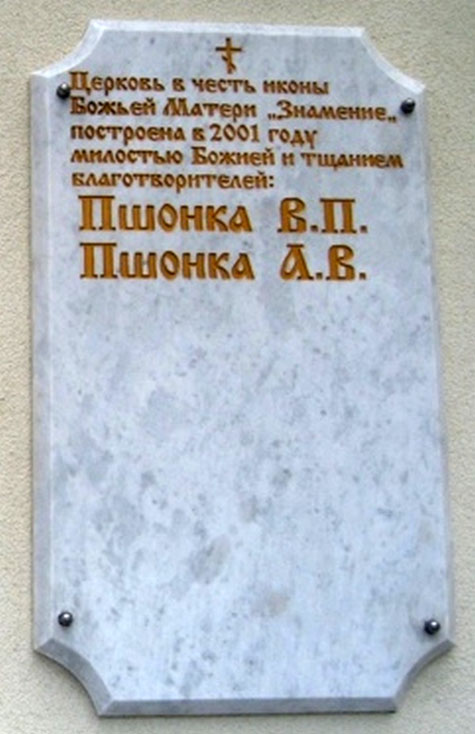 Церковь в честь иконы
Божьей Матери „Знамение„
построена в 2001 году
милостью Божией и тщанием
благотворителей:
Пшонка В.П.
Пшонка А.В.